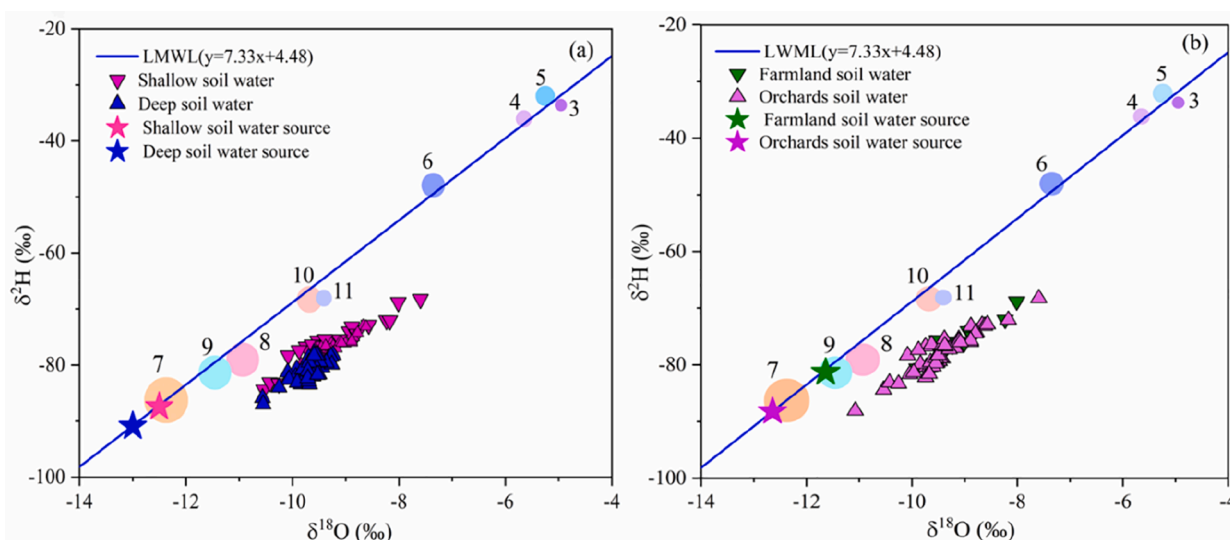 (a)
LMWL(y=7.33x+4.48)
Shallow soil water
Deep soil water
Shallow soil water source
Deep soil water source
5
4
3
6
10
11
9
8
7
-20
-40
-60
-80
-100
-14
-12
-10
-8
-6
-4
δ²H (‰)
δ¹⁸O (‰)
(b)
LWML(y=7.33x+4.48)
Farmland soil water
Orchards soil water
Farmland soil water source
Orchards soil water source
5
4
3
6
10
11
9
8
7
-20
-40
-60
-80
-100
-14
-12
-10
-8
-6
-4
δ²H (‰)
δ¹⁸O (‰)